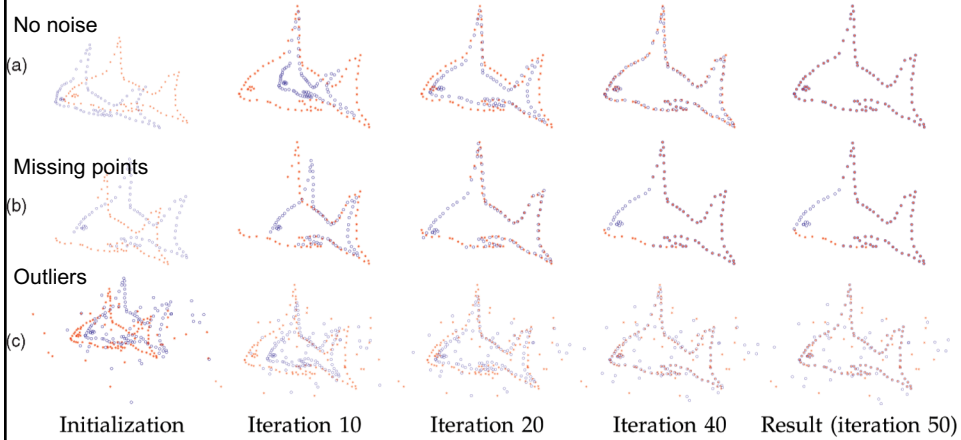 No noise
(a)
Missing points
(b)
Outliers
(c)
Initialization Iteration 10 Iteration 20 Iteration 40 Result (iteration 50)